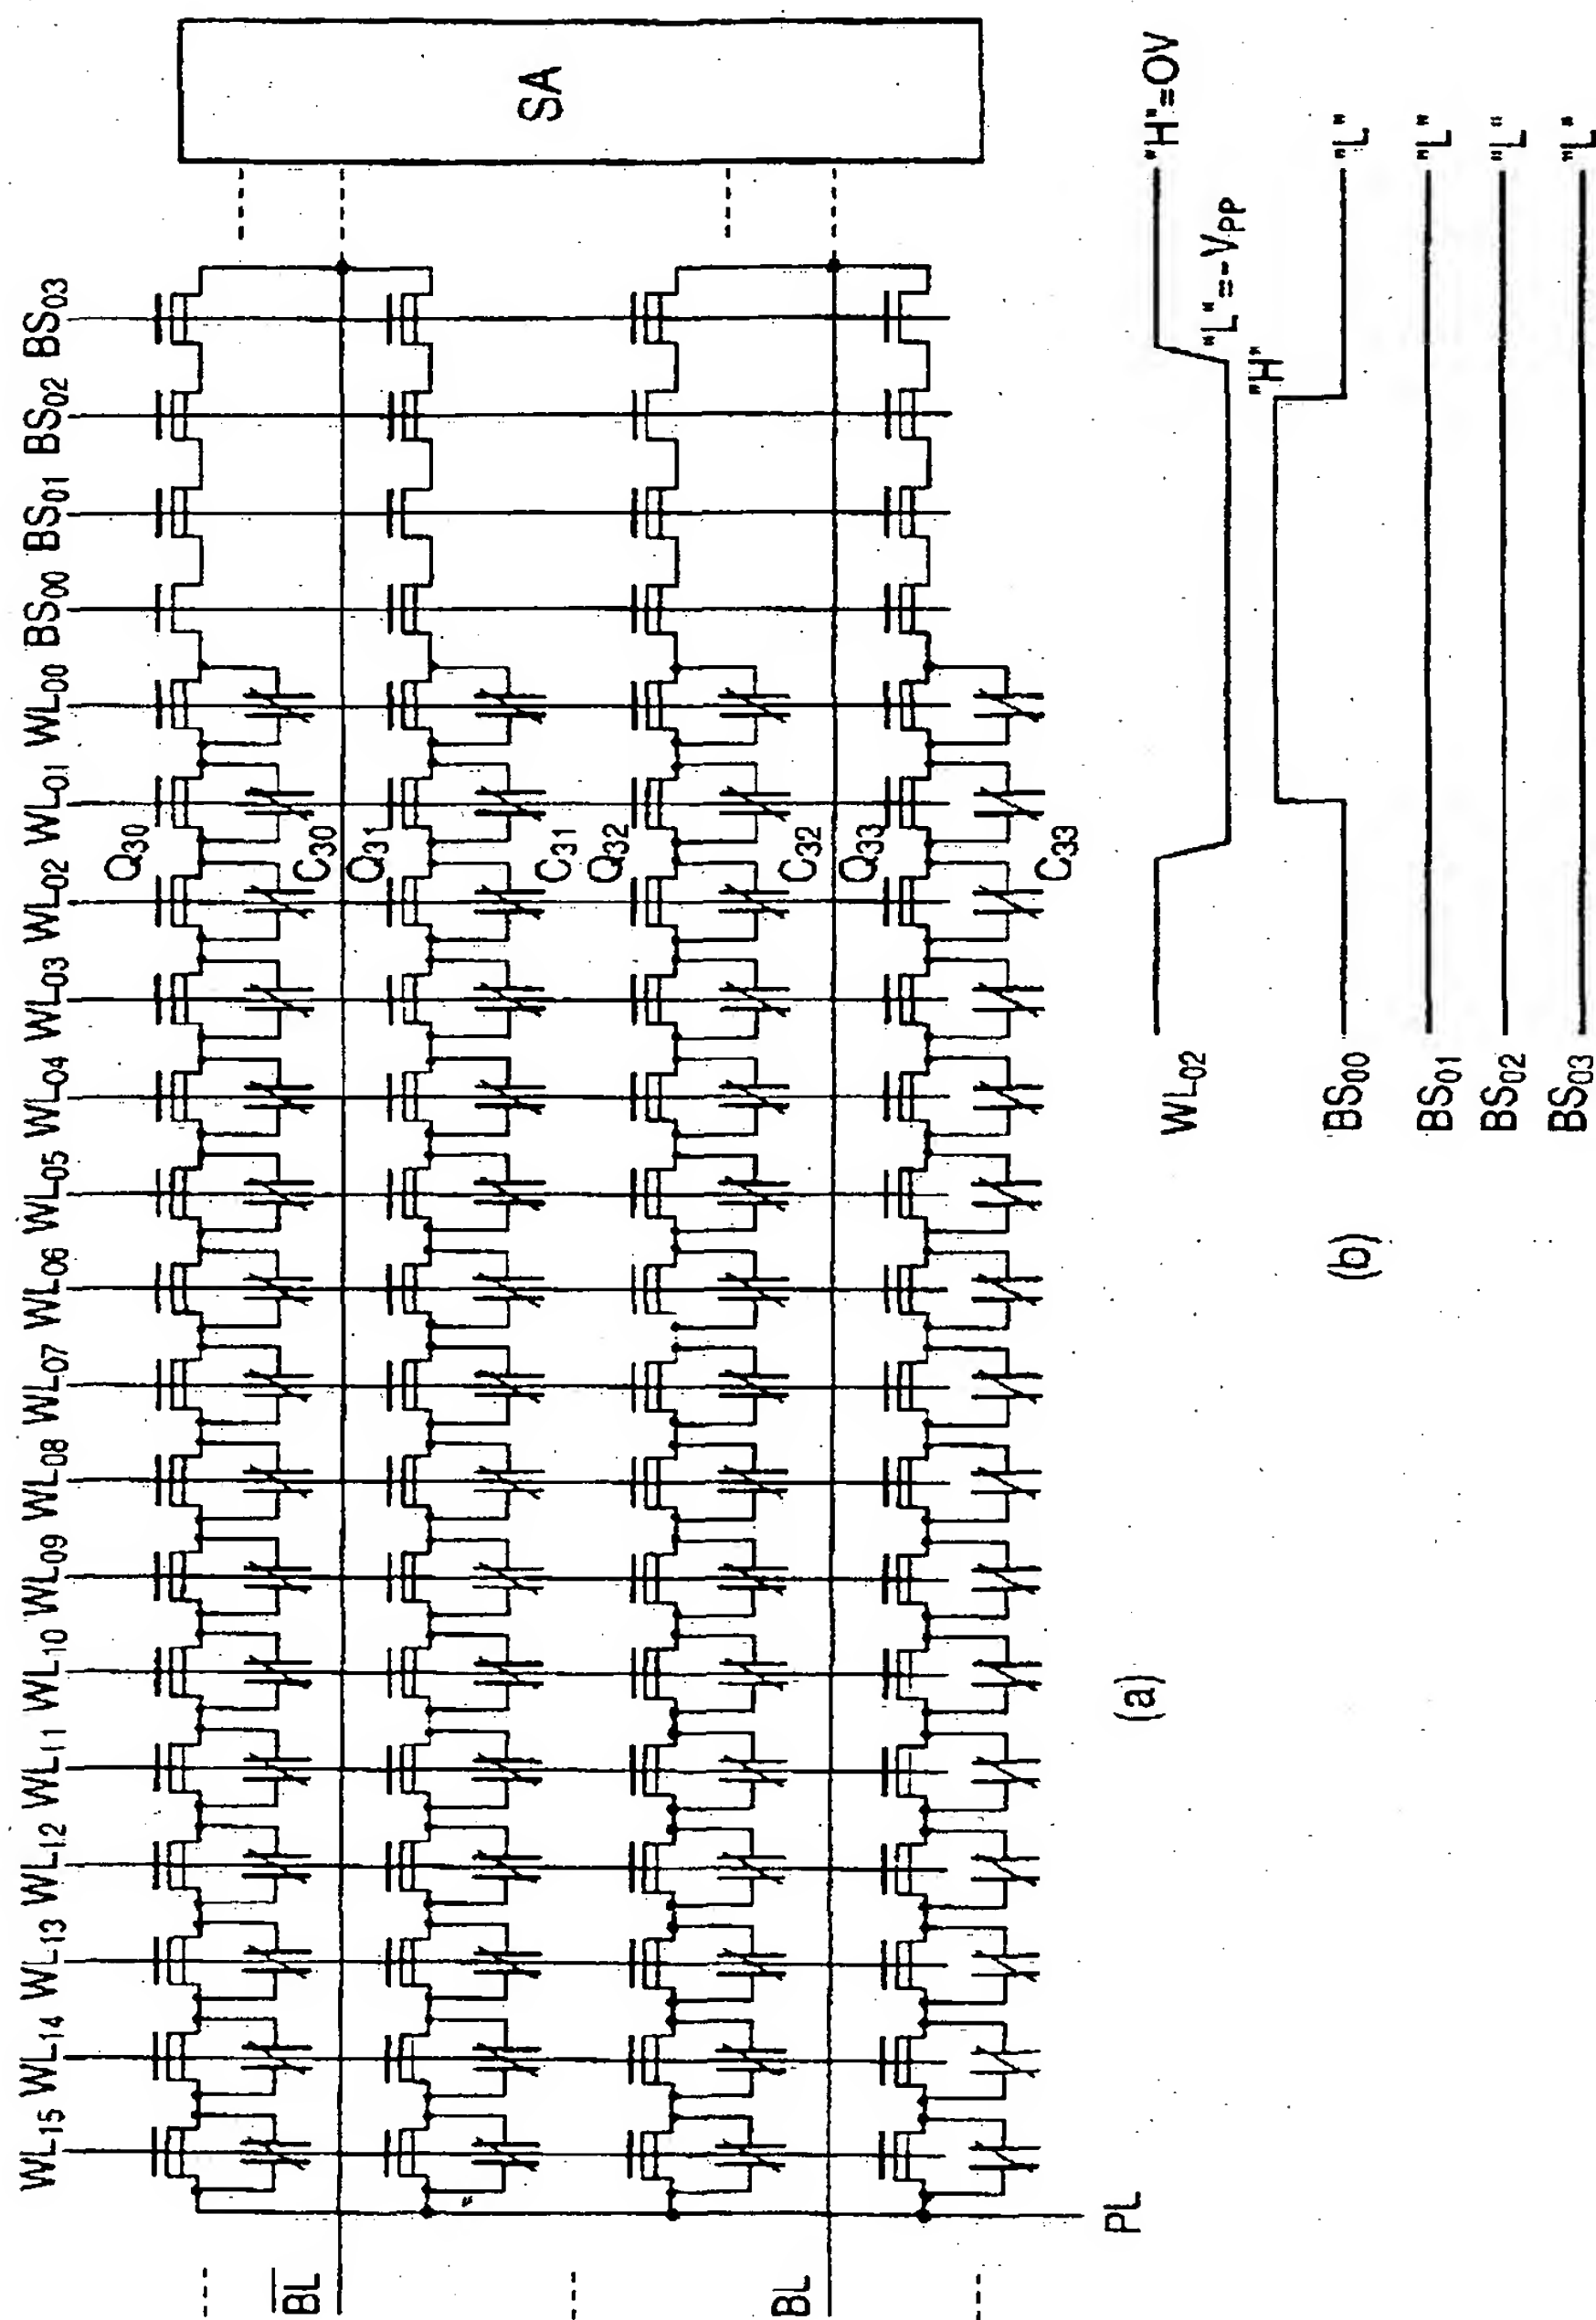 WL15 WL14 WL13 WL12 WL11 WL10 WL09 WL08 WL07 WL06 WL05 WL04 WL03 WL02 WL01 WL00 BS00 BS01 BS02 BS03
Q30
C30
Q31
C31
Q32
C32
Q33
C33
SA
BL
BL
PL
(a)
WL02 "H"=0V
"L"=-VPP
"H"
BS00 "L"
BS01 "L"
BS02 "L"
BS03 "L"
(b)